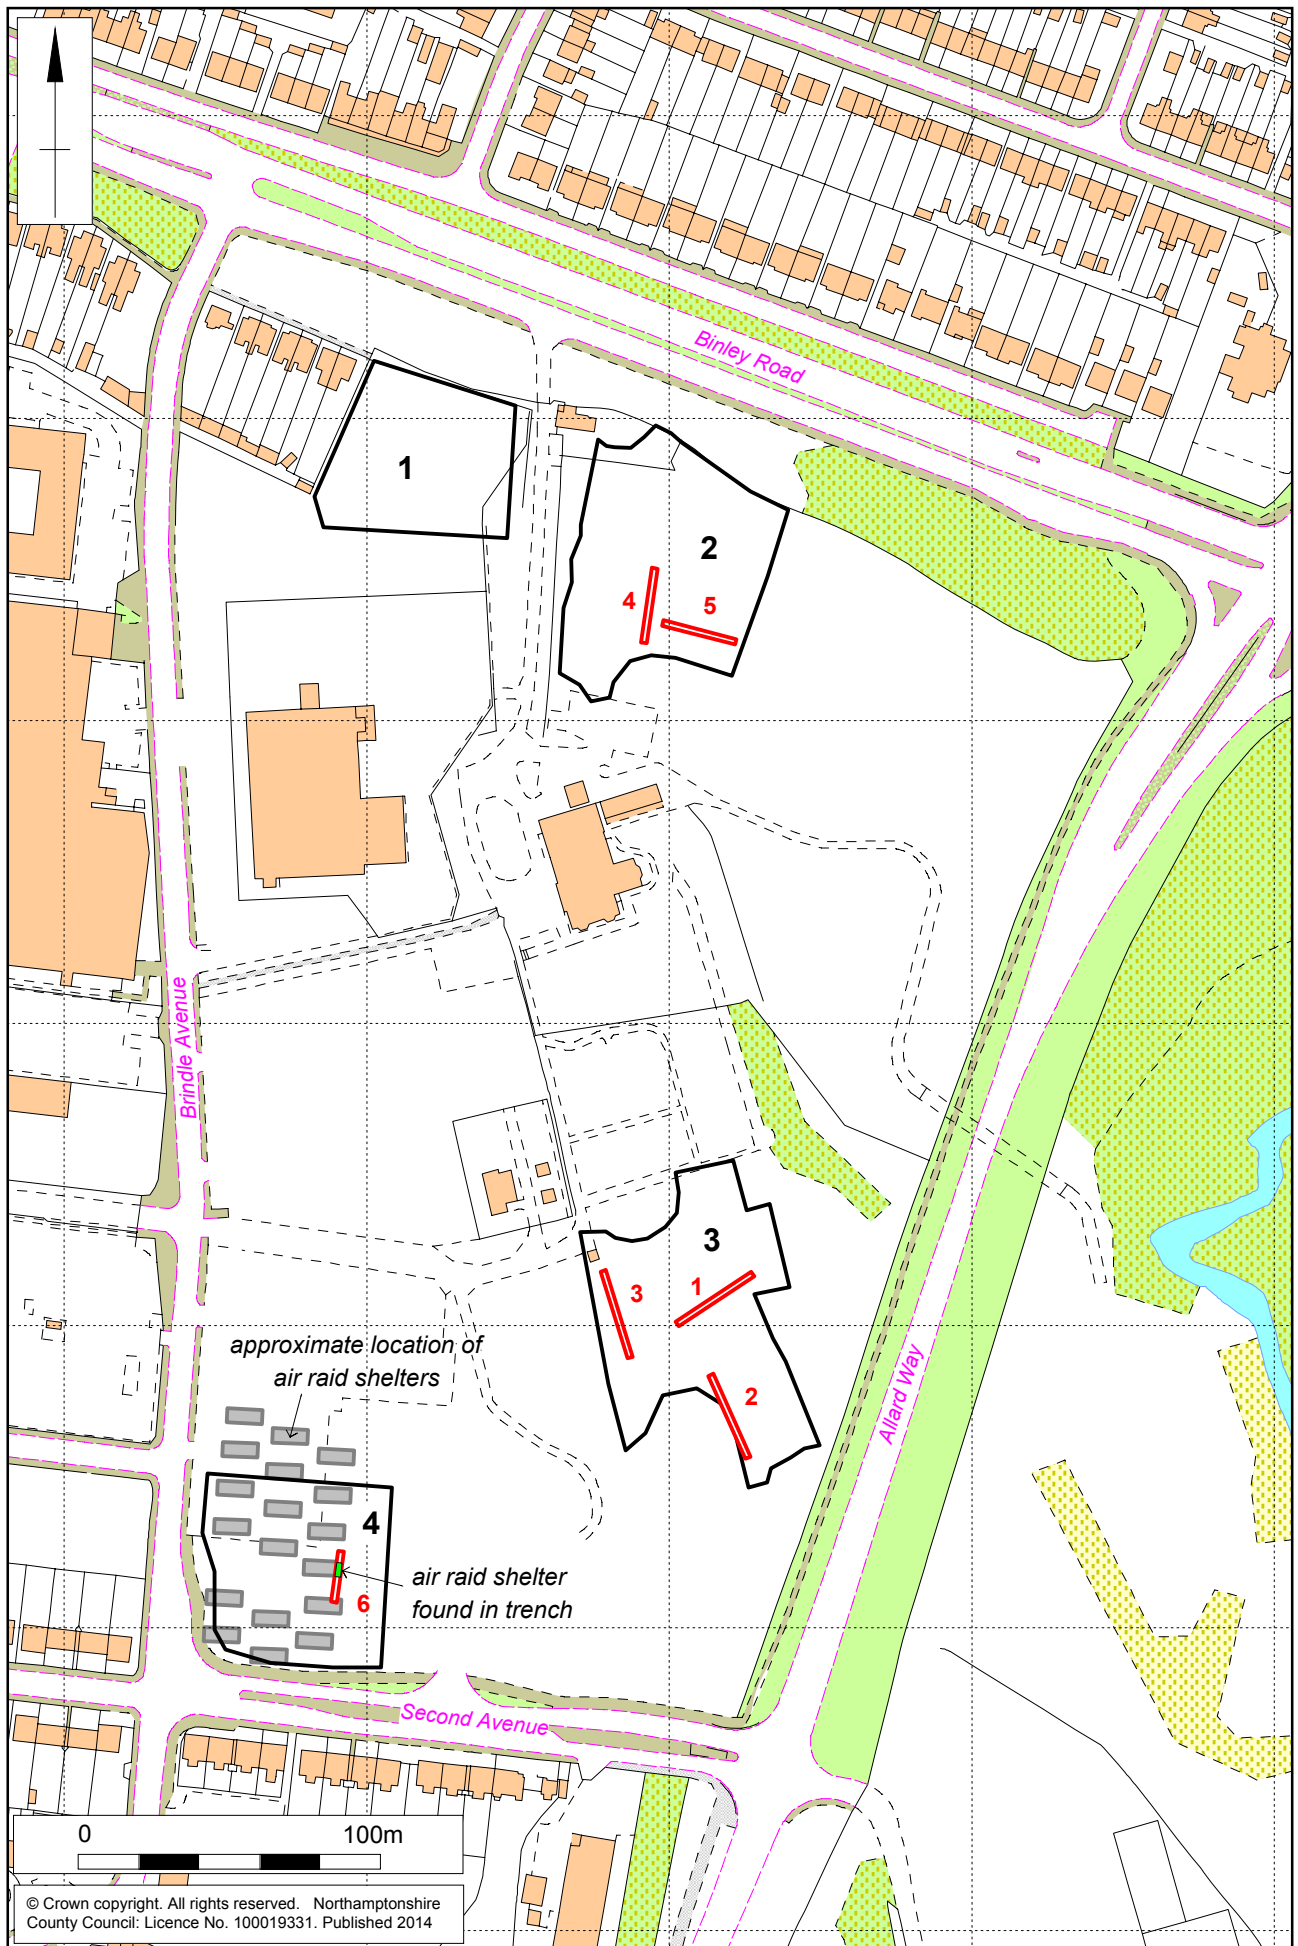 Binley Road
1
2
4
5
Brindle Avenue
3
3
1
2
Allard Way
approximate location of
air raid shelters
4
air raid shelter
found in trench
6
Second Avenue
0 100m
© Crown copyright. All rights reserved. Northamptonshire
County Council: Licence No. 100019331. Published 2014